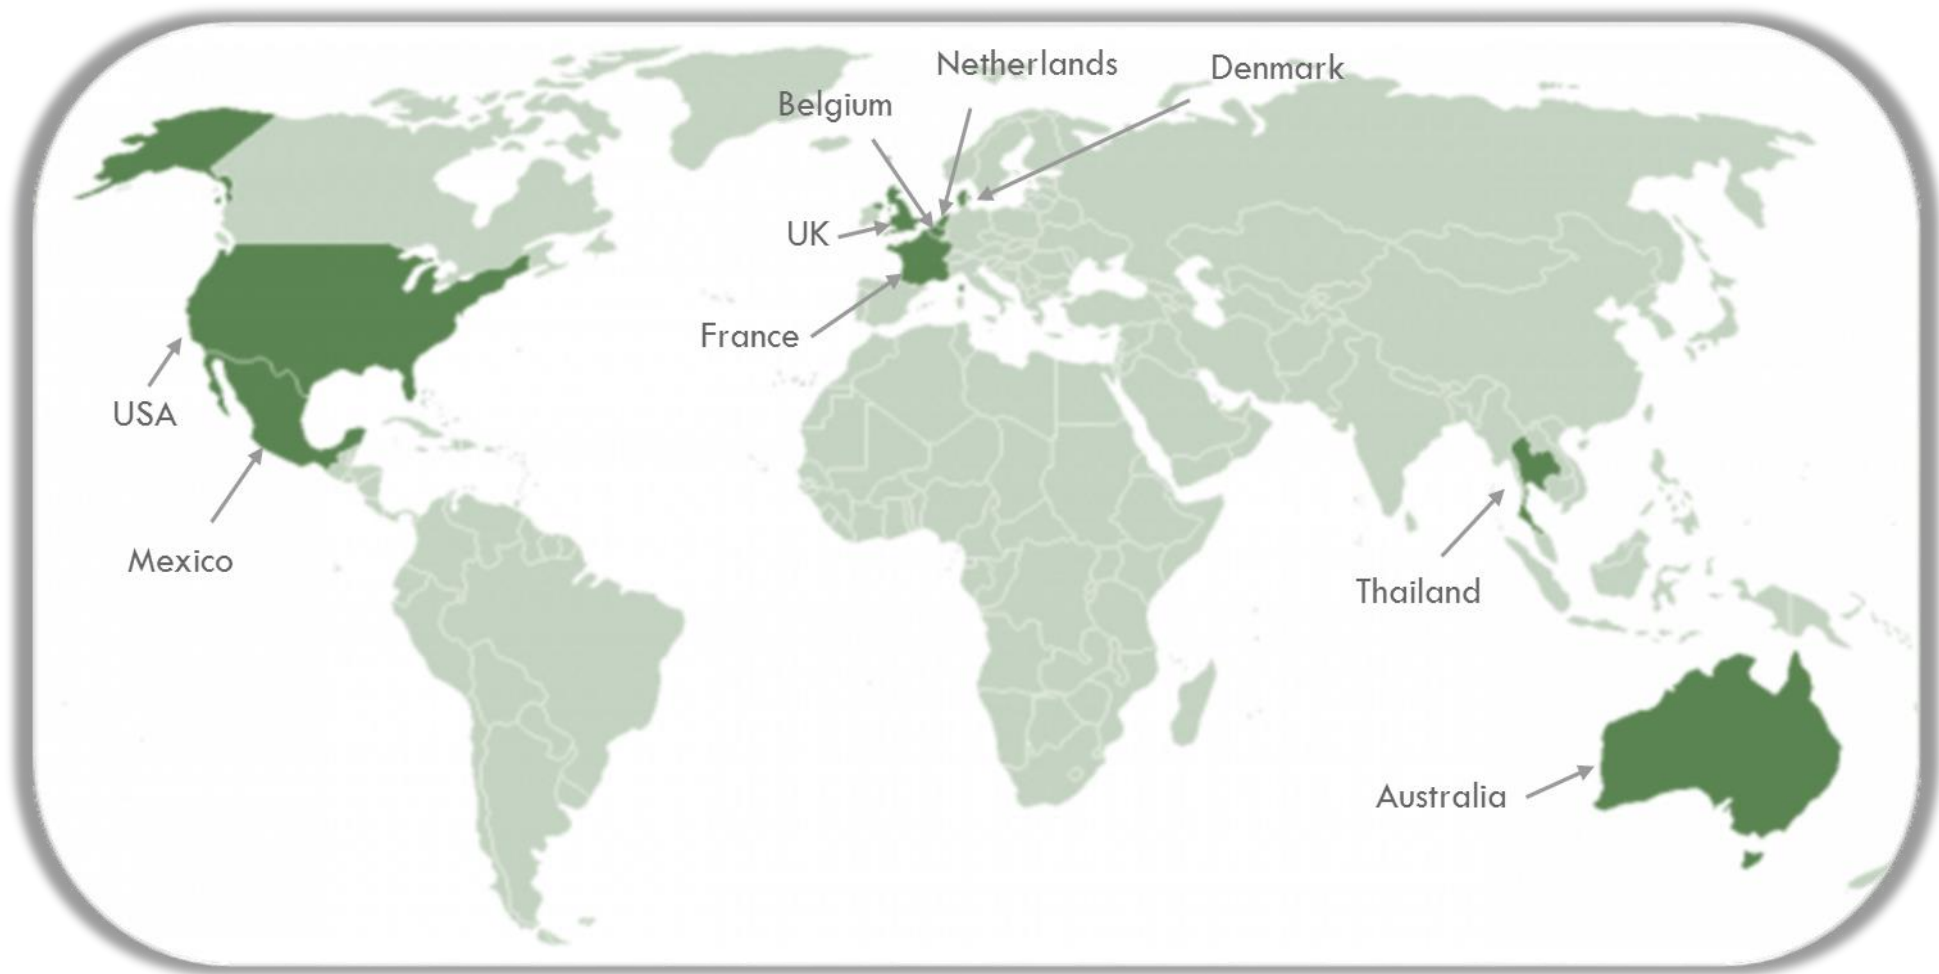 Netherlands
Denmark
Belgium
UK
France
USA
Mexico
Thailand
Australia